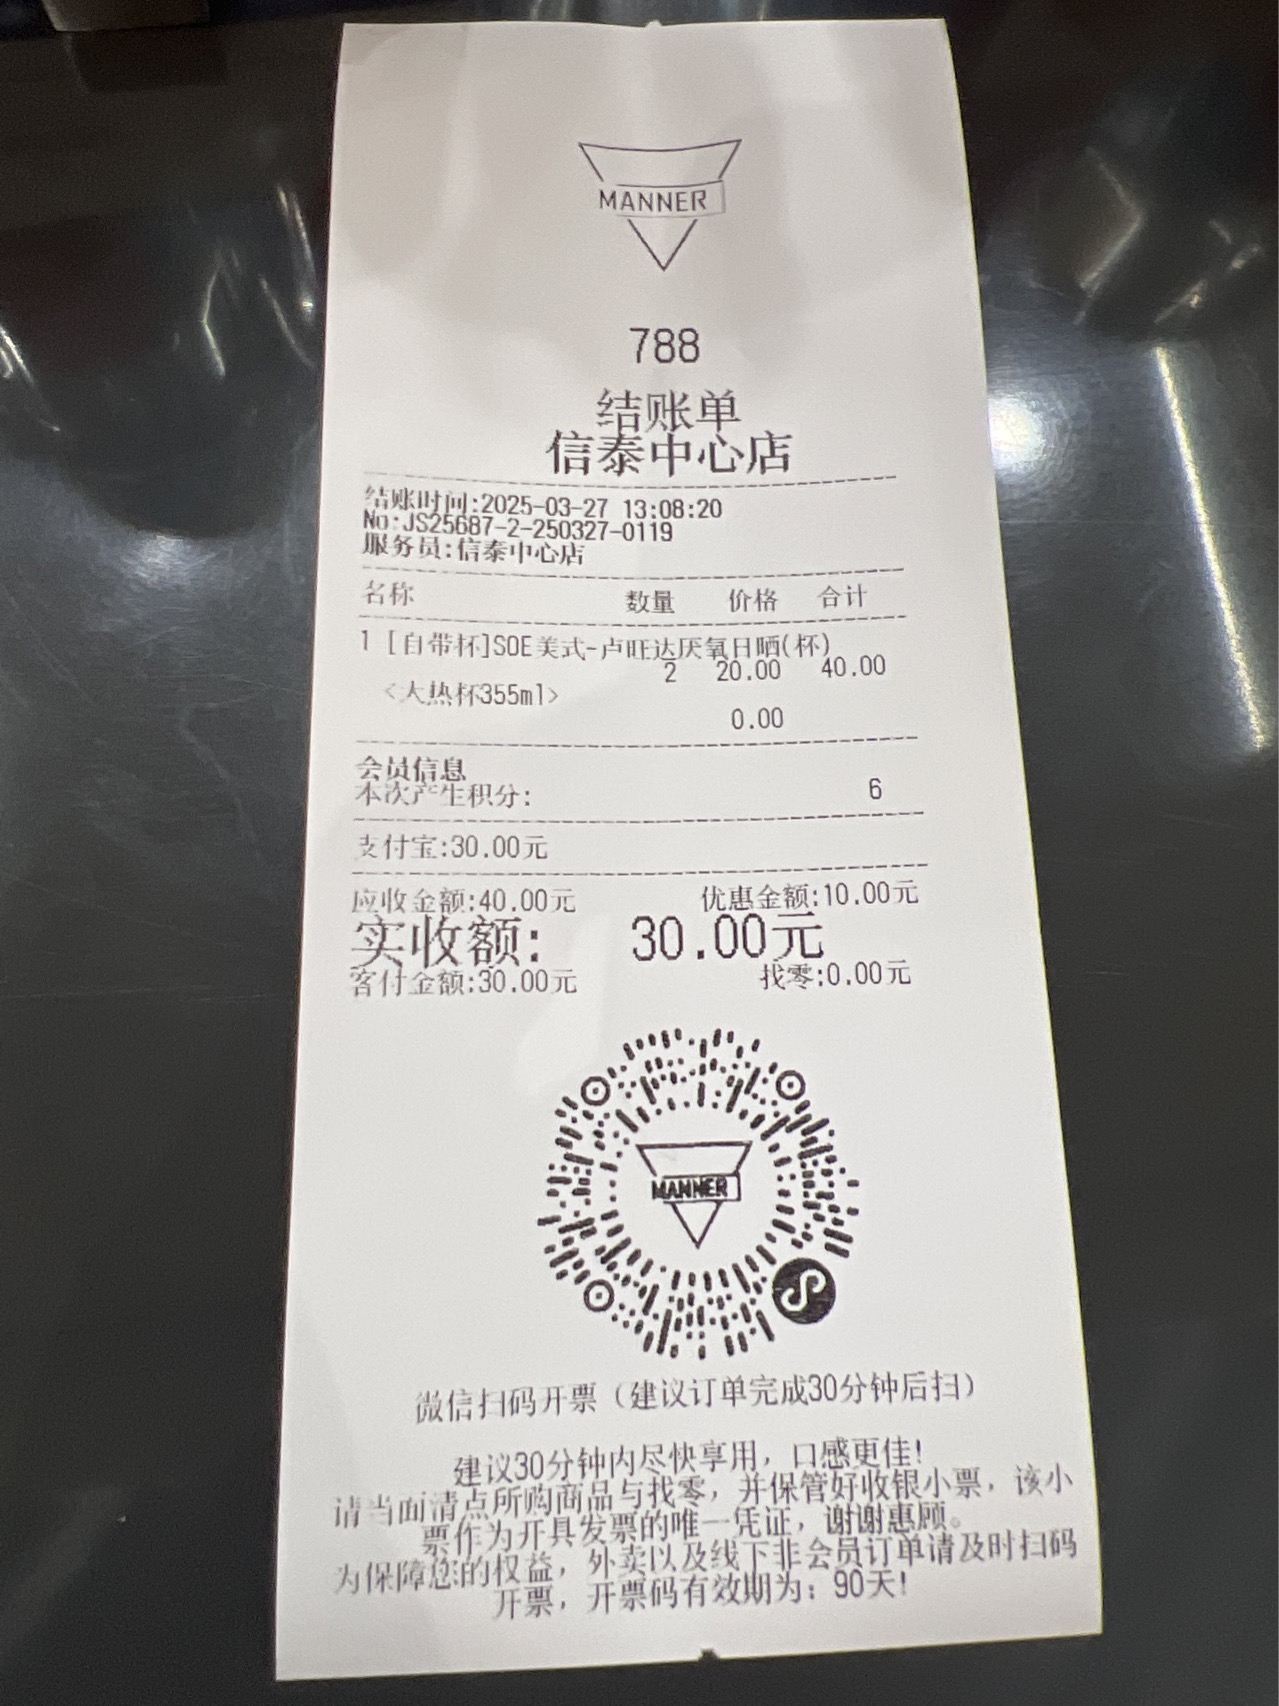 MANNER
788
结账单
信泰中心店
结账时间:2025-03-27 13:08:20
No:JS25687-2-250327-0119
服务员:信泰中心店
名称 数量 价格 合计
1 [自带杯]SOE美式-卢旺达厌氧日晒(杯)
2 20.00 40.00
<大热杯355ml>
0.00
会员信息
本次产生积分: 6
支付宝:30.00元
应收金额:40.00元 优惠金额:10.00元
实收额: 30.00元
客付金额:30.00元 找零:0.00元
MANNER
微信扫码开票（建议订单完成30分钟后扫）
建议30分钟内尽快享用，口感更佳!
请当面清点所购商品与找零，并保管好收银小票，该小
票作为开具发票的唯一凭证，谢谢惠顾。
为保障您的权益，外卖以及线下非会员订单请及时扫码
开票，开票码有效期为：90天!